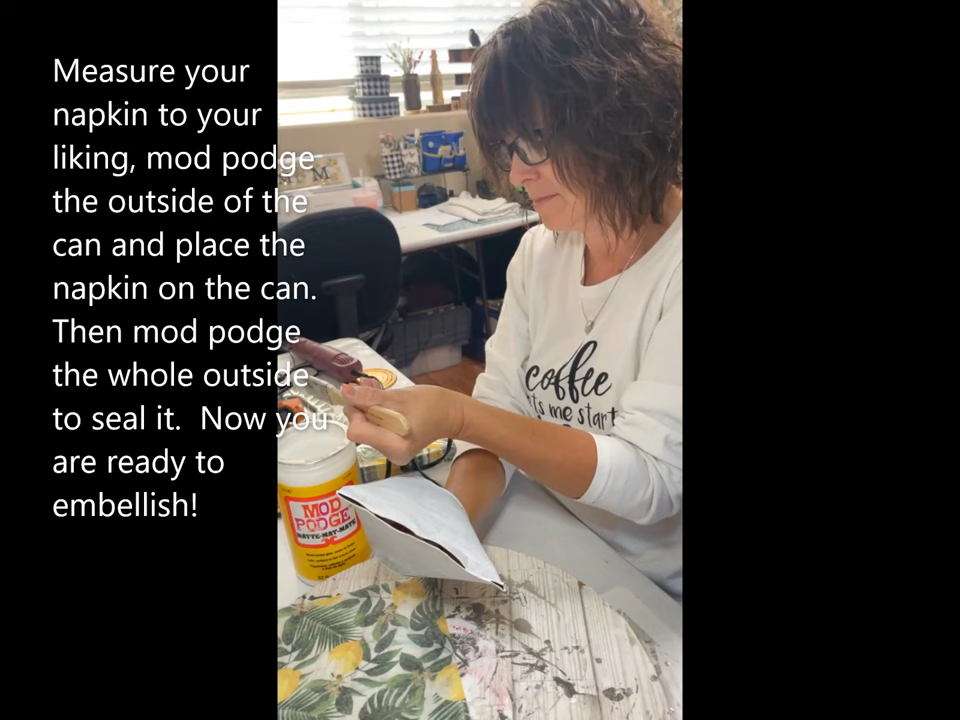 Measure your
napkin to your
liking, mod podge
the outside of the
can and place the
napkin on the can.
Then mod podge
the whole outside
to seal it.  Now you
are ready to
embellish!
M
coffee
me start
MOD
PODGE
MATTE-MAT-MATE